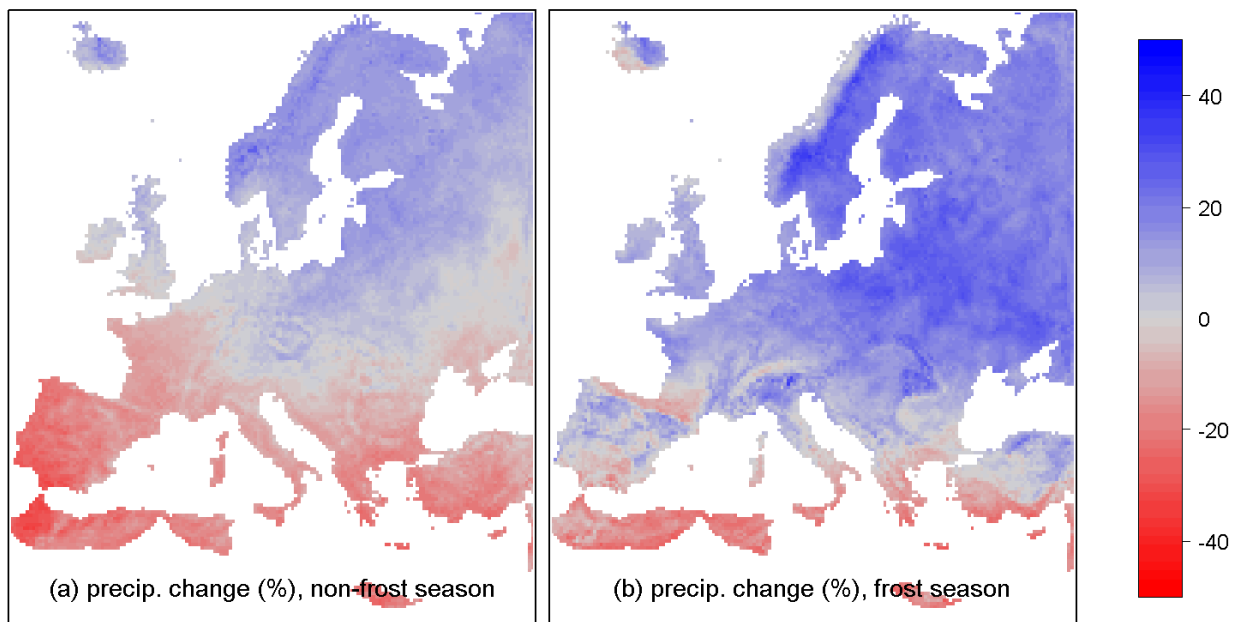 (a) precip. change (%), non-frost season
(b) precip. change (%), frost season
40
20
0
-20
-40